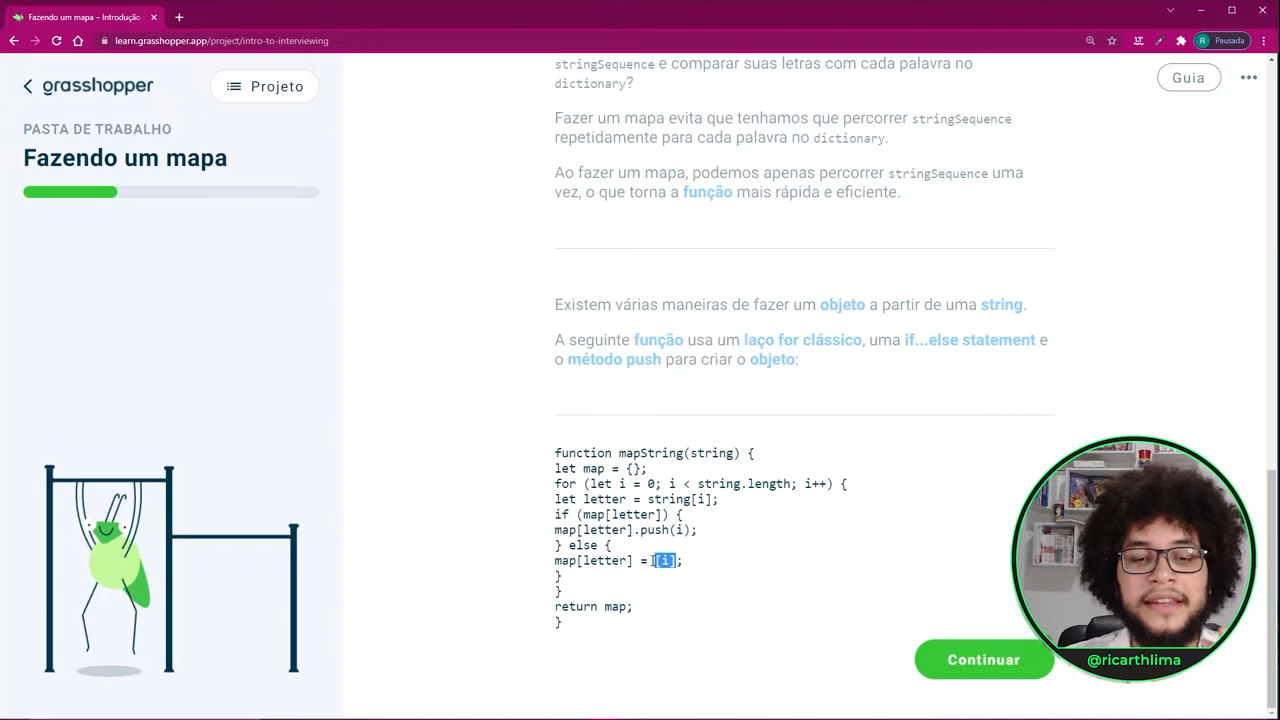 Fazendo um mapa – Introdução
learn.grasshopper.app/project/intro-to-interviewing
R Pausada
grasshopper
Projeto
PASTA DE TRABALHO
Fazendo um mapa
Guia
stringSequence e comparar suas letras com cada palavra no
dictionary?
Fazer um mapa evita que tenhamos que percorrer stringSequence
repetidamente para cada palavra no dictionary.
Ao fazer um mapa, podemos apenas percorrer stringSequence uma
vez, o que torna a função mais rápida e eficiente.
Existem várias maneiras de fazer um objeto a partir de uma string.
A seguinte função usa um laço for clássico, uma if...else statement e
o método push para criar o objeto:
function mapString(string) {
let map = {};
for (let i = 0; i < string.length; i++) {
let letter = string[i];
if (map[letter]) {
map[letter].push(i);
} else {
map[letter] = [i];
}
}
return map;
}
Continuar
@ricarthlima